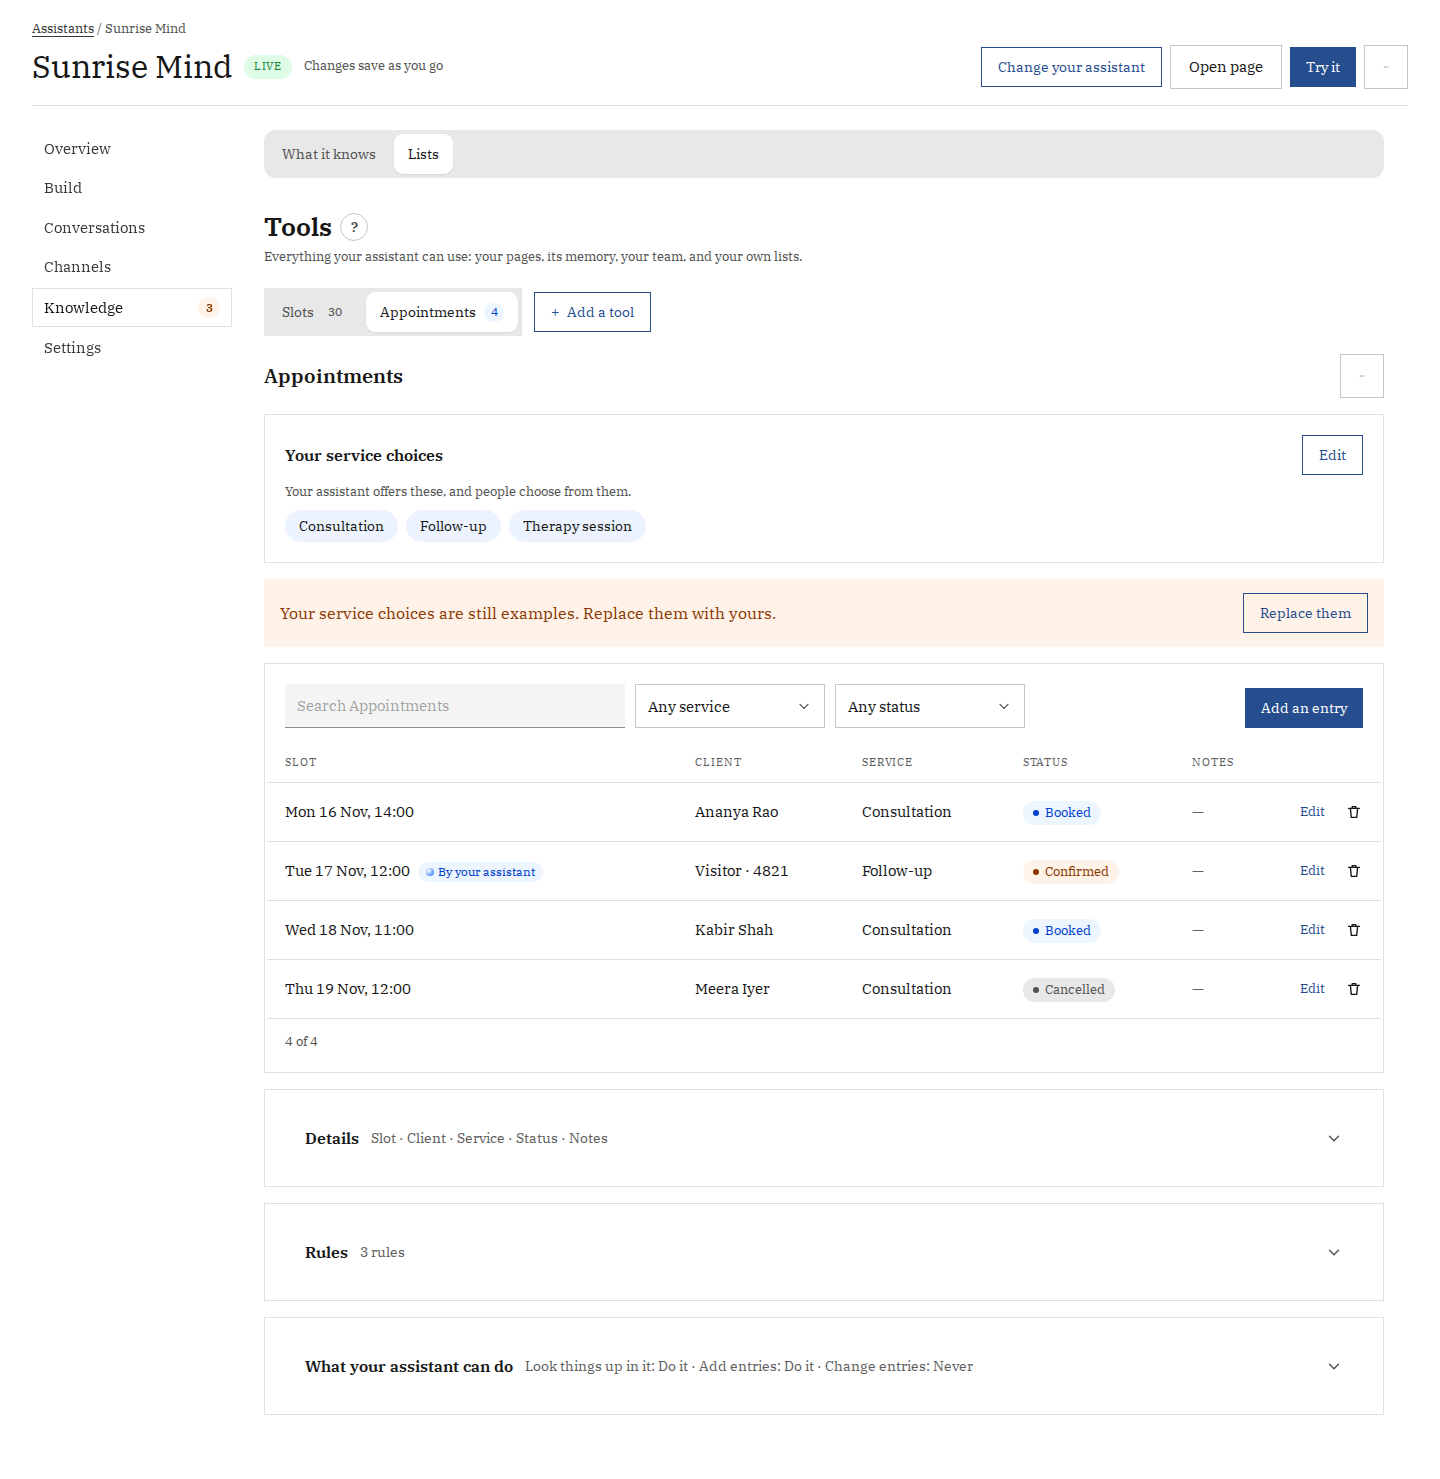 Assistants / Sunrise Mind
Sunrise Mind LIVE Changes save as you go Change your assistant Open page Try it
Overview
Build
Conversations
Channels
Knowledge 3
Settings
What it knows Lists
Tools ?
Everything your assistant can use: your pages, its memory, your team, and your own lists.
Slots 30 Appointments 4 + Add a tool
Appointments
Your service choices Edit
Your assistant offers these, and people choose from them.
Consultation Follow-up Therapy session
Your service choices are still examples. Replace them with yours. Replace them
Search Appointments Any service Any status Add an entry
SLOT CLIENT SERVICE STATUS NOTES
Mon 16 Nov, 14:00 Ananya Rao Consultation Booked — Edit
Tue 17 Nov, 12:00 By your assistant Visitor · 4821 Follow-up Confirmed — Edit
Wed 18 Nov, 11:00 Kabir Shah Consultation Booked — Edit
Thu 19 Nov, 12:00 Meera Iyer Consultation Cancelled — Edit
4 of 4
Details Slot · Client · Service · Status · Notes
Rules 3 rules
What your assistant can do Look things up in it: Do it · Add entries: Do it · Change entries: Never